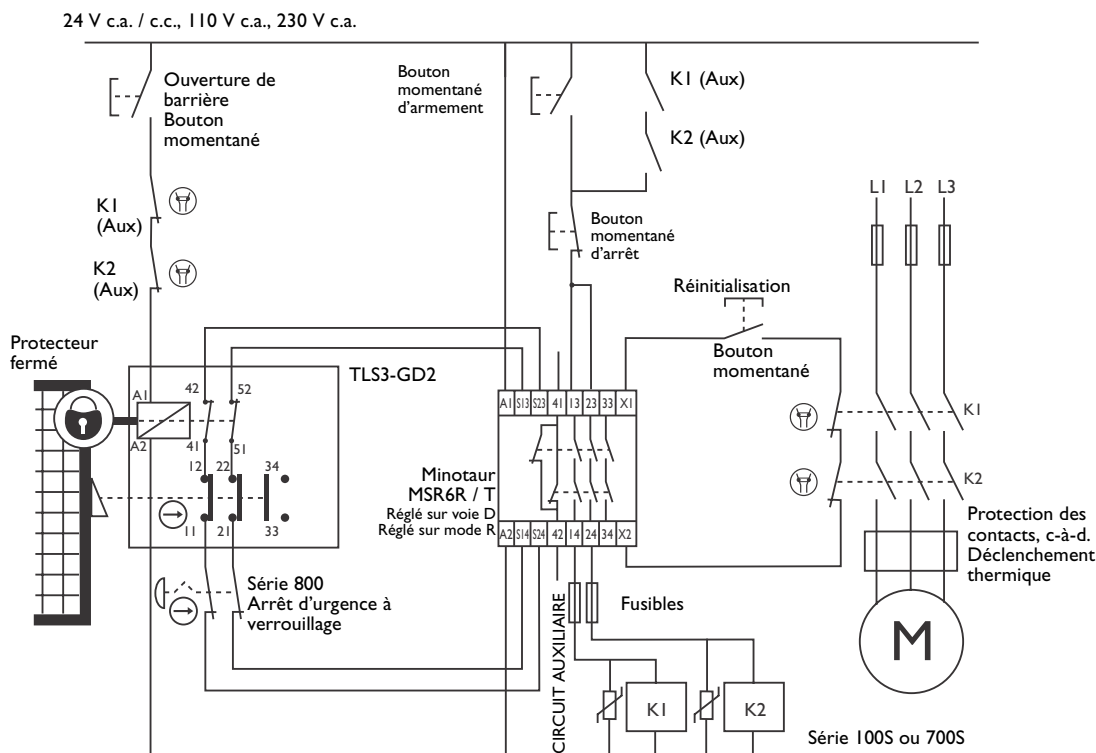 24 V c.a. / c.c., 110 V c.a., 230 V c.a.
Ouverture de
barrière
Bouton
momentané
Bouton
momentané
d'armement
K1 (Aux)
K2 (Aux)
K1
(Aux)
K2
(Aux)
Bouton
momentané
d'arrêt
L1 L2 L3
Réinitialisation
Bouton
momentané
Protecteur
fermé
TLS3-GD2
A1 42 52
A2 41 51
12 22 34
11 21 33
A1 S13 S23 41 13 23 33 X1
Minotaur
MSR6R / T
Réglé sur voie D
Réglé sur mode R
A2 S14 S24 42 14 24 34 X2
K1
K2
Protection des
contacts, c-à-d.
Déclenchement
thermique
Série 800
Arrêt d'urgence à
verrouillage
CIRCUIT AUXILIAIRE
Fusibles
M
K1 K2
Série 100S ou 700S